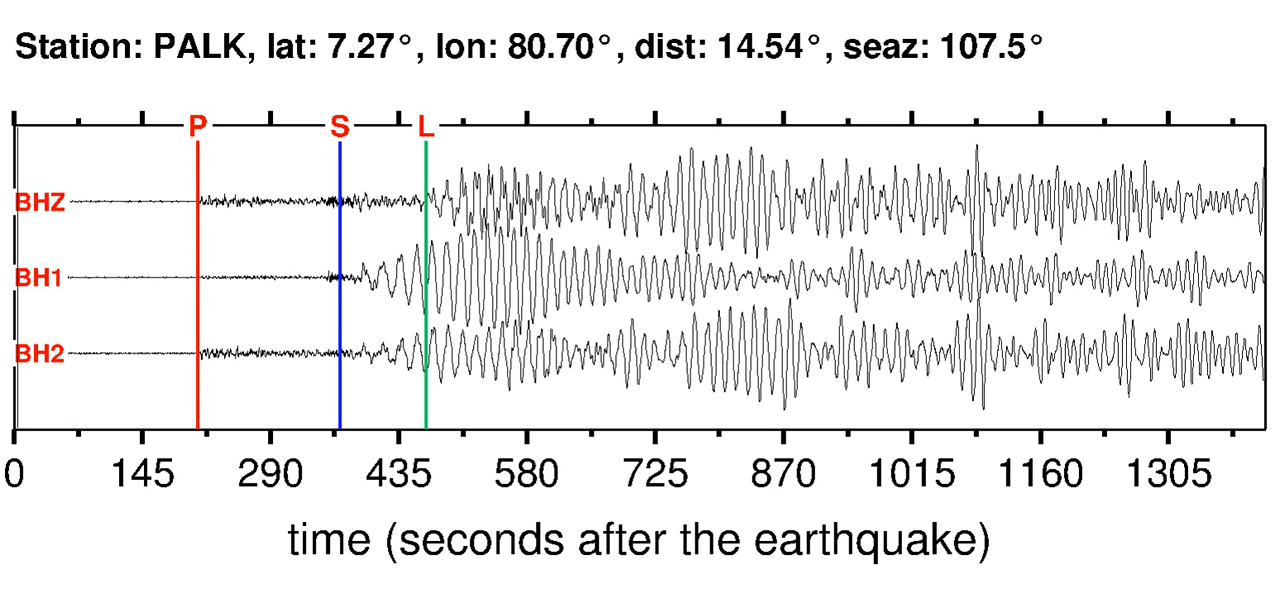 Station: PALK, lat: 7.27°, lon: 80.70°, dist: 14.54°, seaz: 107.5°
P S L
BHZ
BH1
BH2
0 145 290 435 580 725 870 1015 1160 1305
time (seconds after the earthquake)